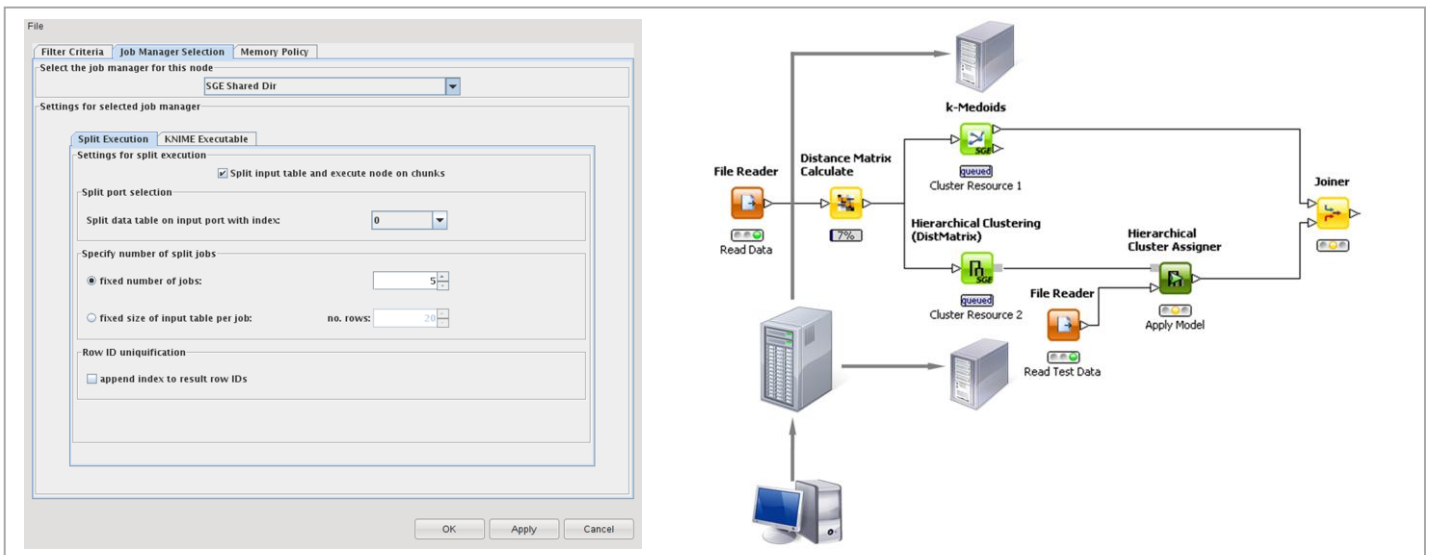 File
Filter Criteria Job Manager Selection Memory Policy
Select the job manager for this node
SGE Shared Dir
Settings for selected job manager
Split Execution KNIME Executable
Settings for split execution
Split input table and execute node on chunks
Split port selection
Split data table on input port with index: 0
Specify number of split jobs
fixed number of jobs: 5
fixed size of input table per job: no. rows: 20
Row ID uniquification
append index to result row IDs
OK Apply Cancel
k-Medoids
SGE
queued
Cluster Resource 1
File Reader
Read Data
Distance Matrix
Calculate
7%
Hierarchical Clustering
(DistMatrix)
SGE
queued
Cluster Resource 2
File Reader
Read Test Data
Hierarchical
Cluster Assigner
Apply Model
Joiner